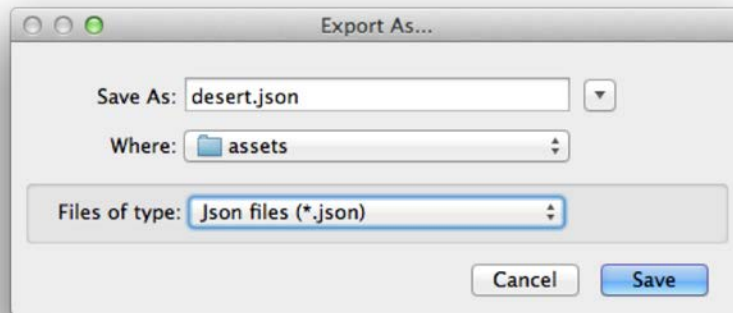 Export As...
Save As: desert.json
Where: assets
Files of type: Json files (*.json)
Cancel Save